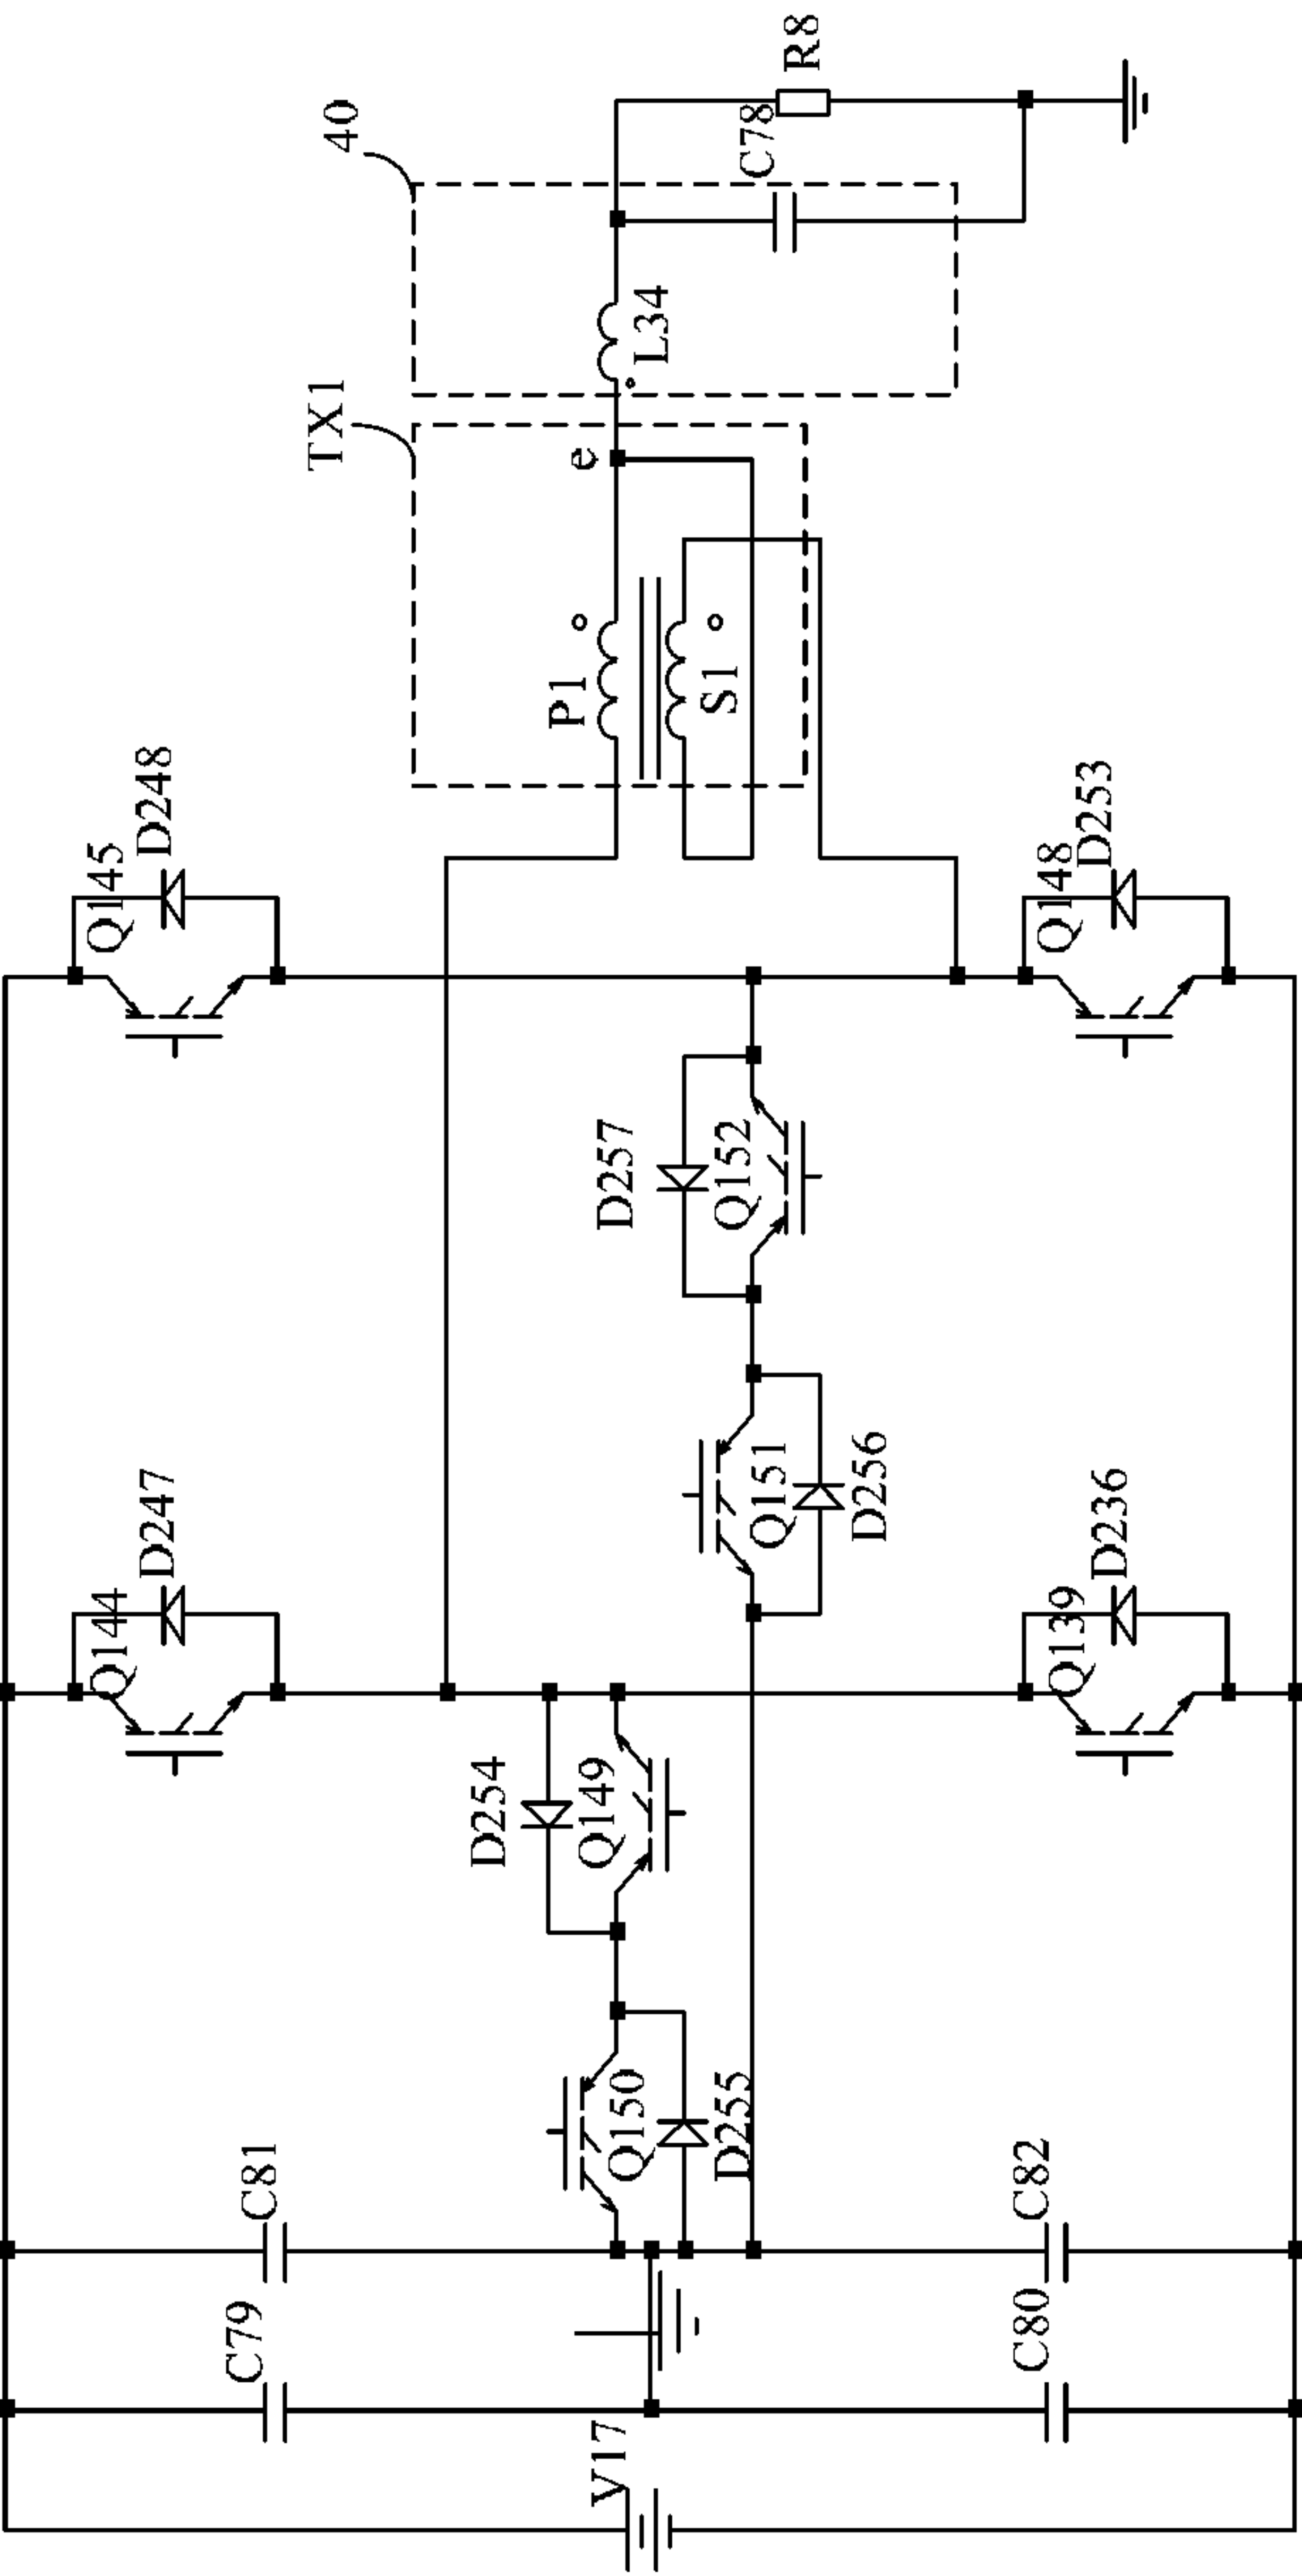 40
R8
C78
L34
TX1
e
P1
S1
Q145
D248
Q148
D253
D257
Q152
Q151
D256
Q144
D247
Q139
D236
D254
Q149
Q150
D255
C81
C82
C79
C80
V17